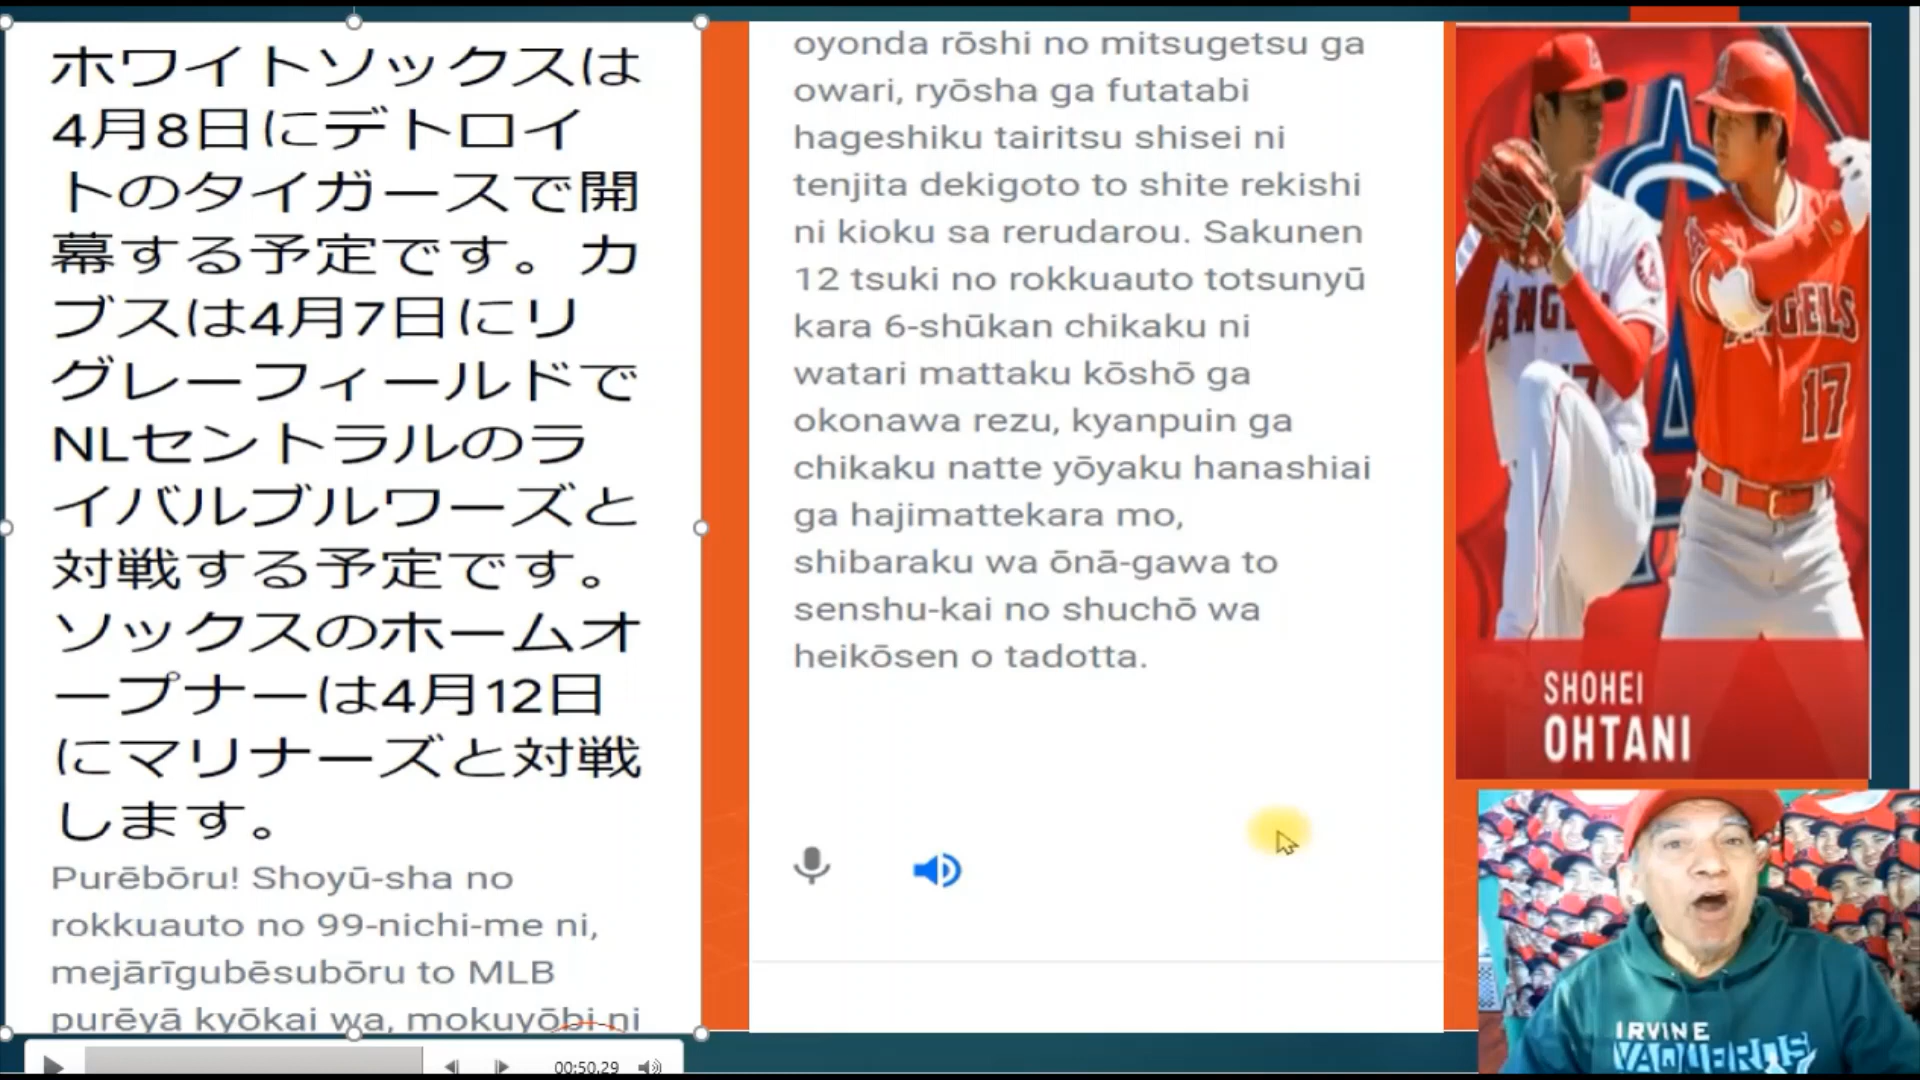 ホワイトソックスは
4月8日にデトロイ
トのタイガースで開
幕する予定です。カ
ブスは4月7日にリ
グレーフィールドで
NLセントラルのラ
イバルブルワーズと
対戦する予定です。
ソックスのホームオ
ープナーは4月12日
にマリナーズと対戦
します。
Purēbōru! Shoyū-sha no
rokkuauto no 99-nichi-me ni,
mejārīgubēsubōru to MLB
purēyā kyōkai wa, mokuyōbi ni
00:50.29
oyonda rōshi no mitsugetsu ga
owari, ryōsha ga futatabi
hageshiku tairitsu shisei ni
tenjita dekigoto to shite rekishi
ni kioku sa rerudarou. Sakunen
12 tsuki no rokkuauto totsunyū
kara 6-shūkan chikaku ni
watari mattaku kōshō ga
okonawa rezu, kyanpuin ga
chikaku natte yōyaku hanashiai
ga hajimattekara mo,
shibaraku wa ōnā-gawa to
senshu-kai no shuchō wa
heikōsen o tadotta.
ANGELS
17
SHOHEI
OHTANI
IRVINE
VAQUEROS